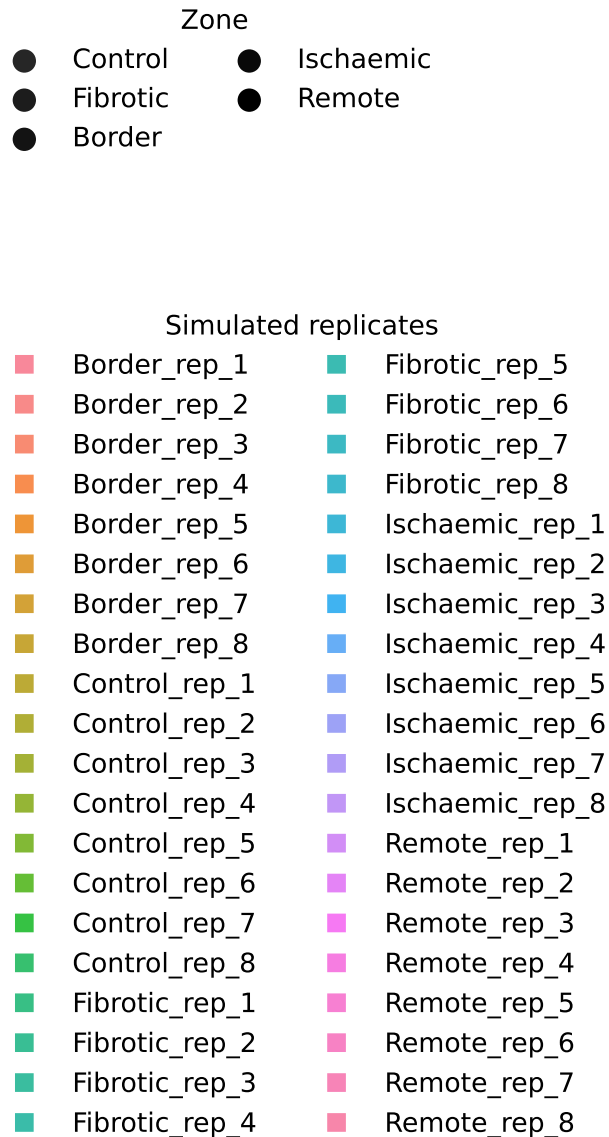 Zone
Control
Fibrotic
Border
Ischaemic
Remote
Simulated replicates
Border_rep_1
Border_rep_2
Border_rep_3
Border_rep_4
Border_rep_5
Border_rep_6
Border_rep_7
Border_rep_8
Control_rep_1
Control_rep_2
Control_rep_3
Control_rep_4
Control_rep_5
Control_rep_6
Control_rep_7
Control_rep_8
Fibrotic_rep_1
Fibrotic_rep_2
Fibrotic_rep_3
Fibrotic_rep_4
Fibrotic_rep_5
Fibrotic_rep_6
Fibrotic_rep_7
Fibrotic_rep_8
Ischaemic_rep_1
Ischaemic_rep_2
Ischaemic_rep_3
Ischaemic_rep_4
Ischaemic_rep_5
Ischaemic_rep_6
Ischaemic_rep_7
Ischaemic_rep_8
Remote_rep_1
Remote_rep_2
Remote_rep_3
Remote_rep_4
Remote_rep_5
Remote_rep_6
Remote_rep_7
Remote_rep_8